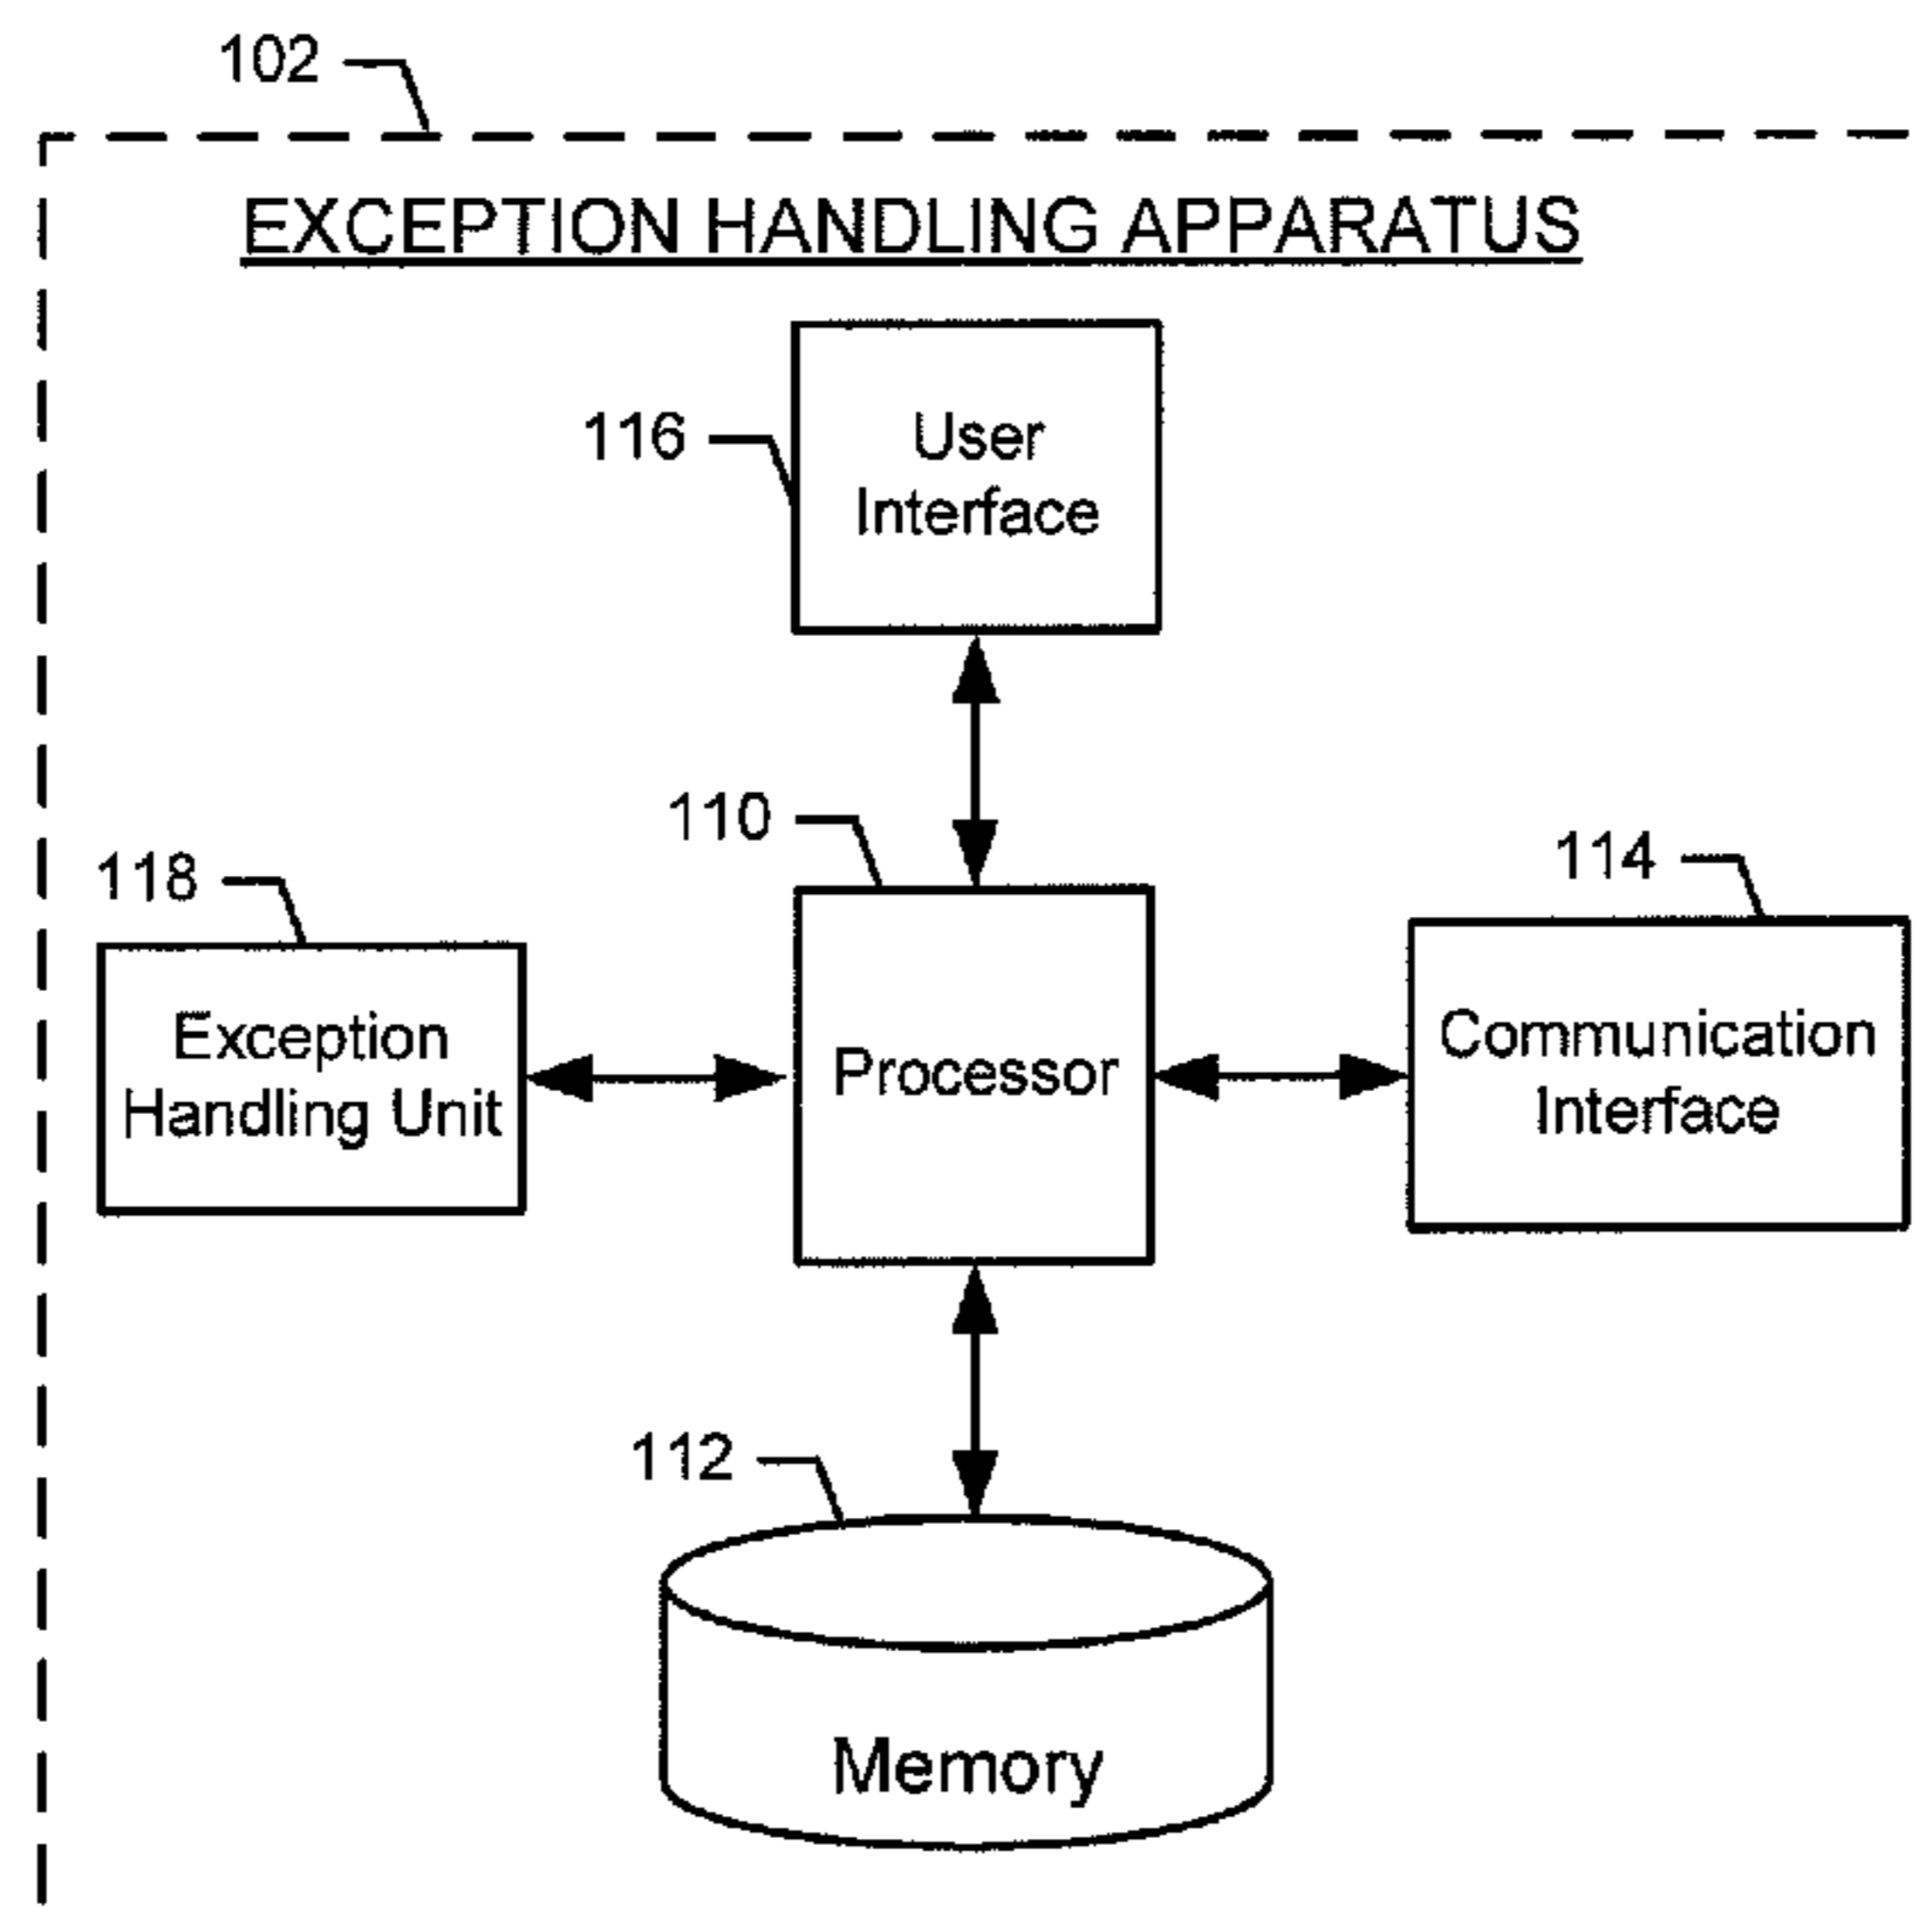 102
EXCEPTION HANDLING APPARATUS
116
User
Interface
110
118
114
Exception
Handling Unit
Processor
Communication
Interface
112
Memory